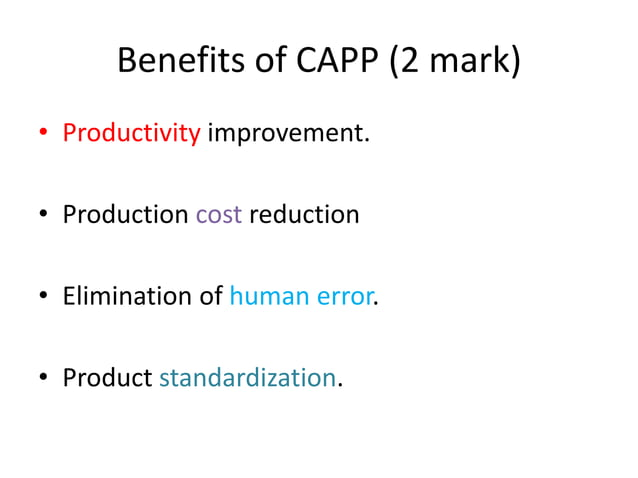 Benefits of CAPP (2 mark)
• Productivity improvement.
• Production cost reduction
• Elimination of human error.
• Product standardization.